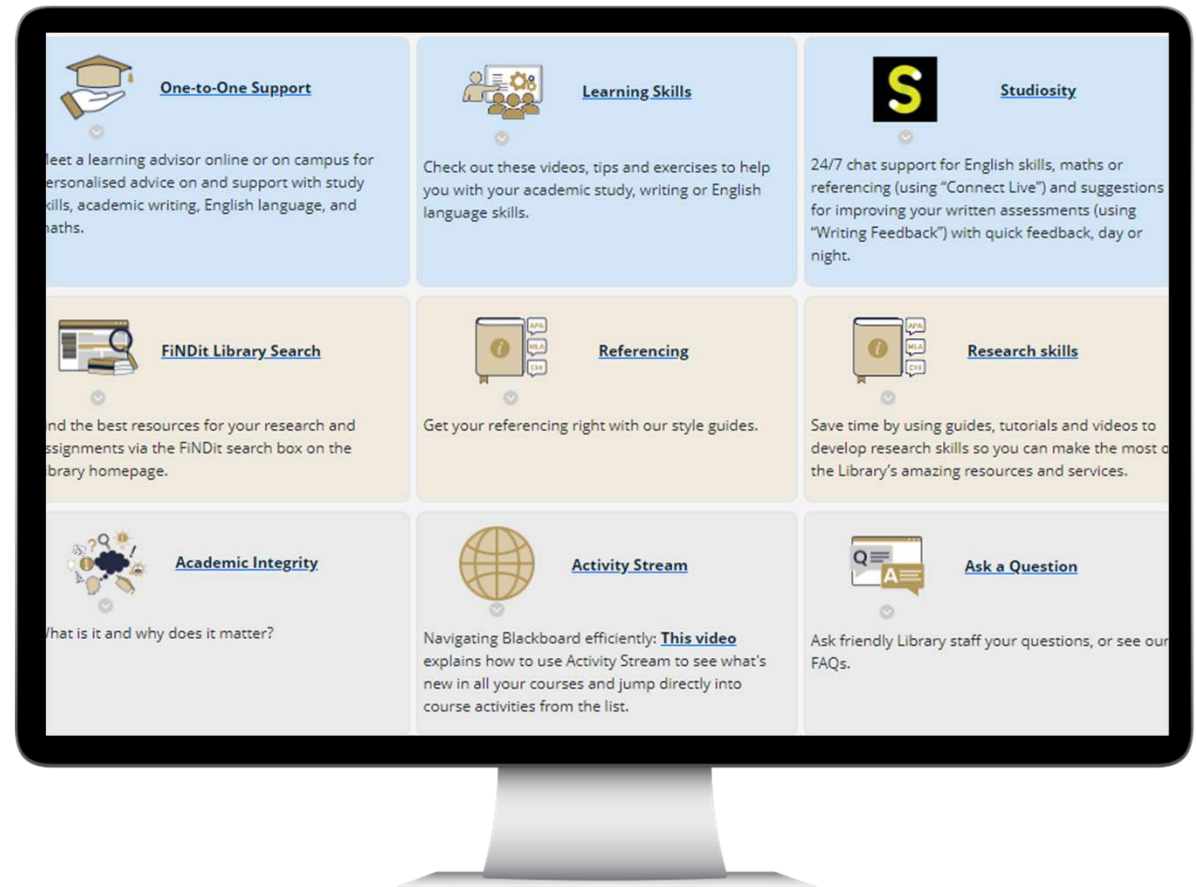 One-to-One Support
eet a learning advisor online or on campus for
ersonalised advice on and support with study
kills, academic writing, English language, and
aths.
Learning Skills
Check out these videos, tips and exercises to help
you with your academic study, writing or English
language skills.
S
Studiosity
24/7 chat support for English skills, maths or
referencing (using “Connect Live”) and suggestions
for improving your written assessments (using
“Writing Feedback”) with quick feedback, day or
night.
FiNDit Library Search
nd the best resources for your research and
ssignments via the FiNDit search box on the
brary homepage.
i
APA
MLA
CHI
Referencing
Get your referencing right with our style guides.
i
APA
MLA
CHI
Research skills
Save time by using guides, tutorials and videos to
develop research skills so you can make the most o
the Library’s amazing resources and services.
Academic Integrity
hat is it and why does it matter?
Activity Stream
Navigating Blackboard efficiently: This video
explains how to use Activity Stream to see what's
new in all your courses and jump directly into
course activities from the list.
Q
A
Ask a Question
Ask friendly Library staff your questions, or see our
FAQs.